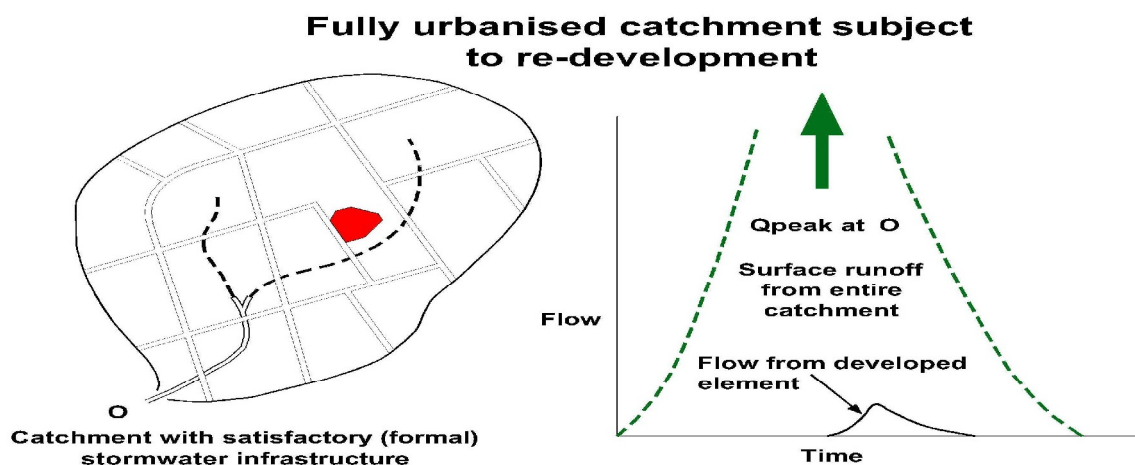 Fully urbanised catchment subject
to re-development
O
Catchment with satisfactory (formal)
stormwater infrastructure
Qpeak at O
Surface runoff
from entire
catchment
Flow
Flow from developed
element
Time